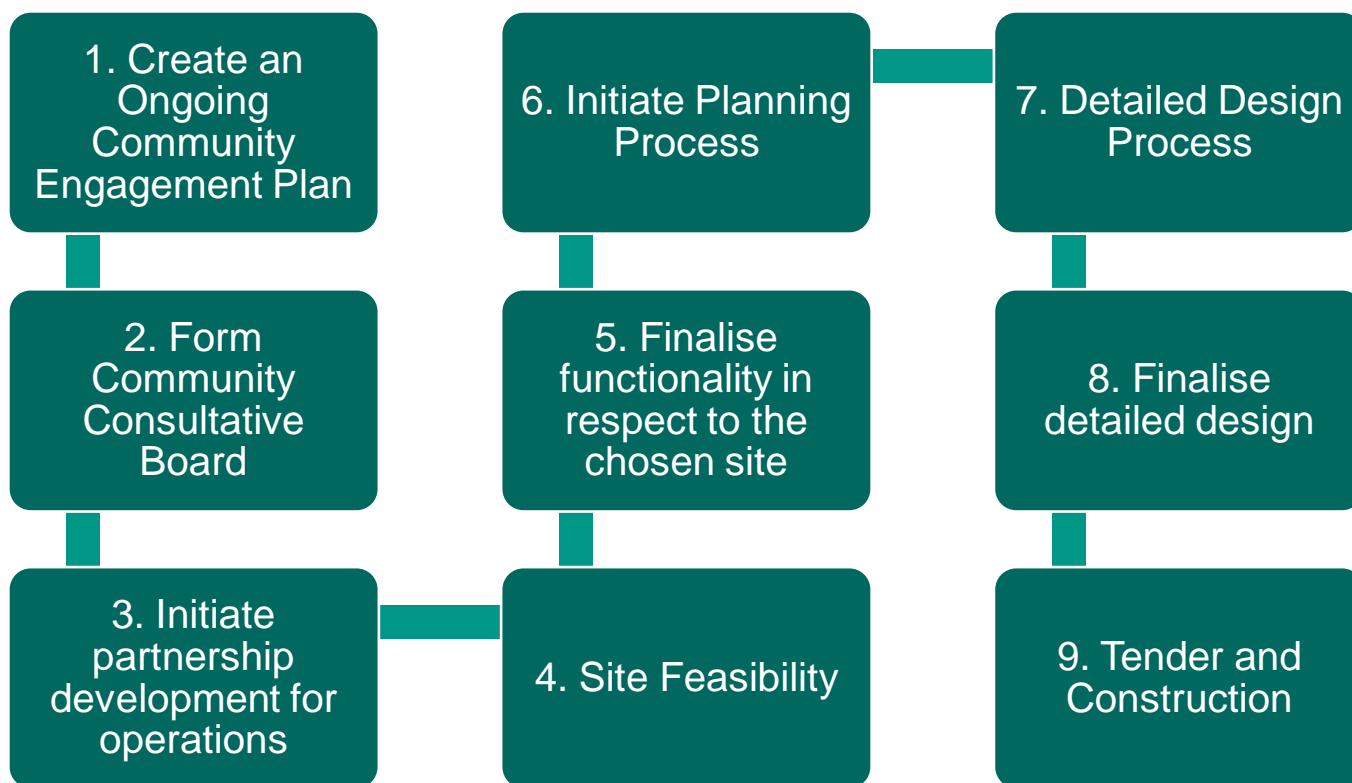 1. Create an
Ongoing
Community
Engagement Plan
2. Form
Community
Consultative
Board
3. Initiate
partnership
development for
operations
4. Site Feasibility
5. Finalise
functionality in
respect to the
chosen site
6. Initiate Planning
Process
7. Detailed Design
Process
8. Finalise
detailed design
9. Tender and
Construction